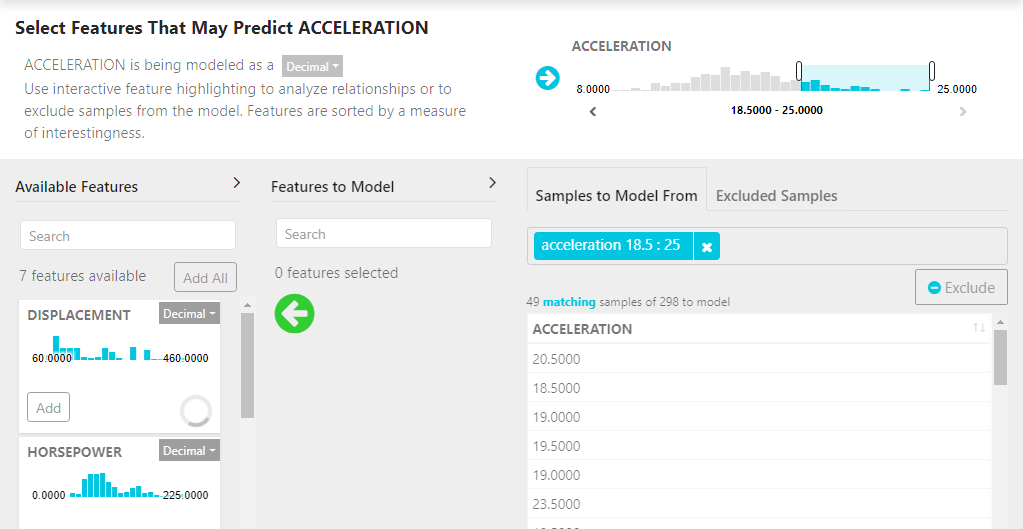 Select Features That May Predict ACCELERATION
ACCELERATION is being modeled as a Decimal
Use interactive feature highlighting to analyze relationships or to
exclude samples from the model. Features are sorted by a measure
of interestingness.
ACCELERATION
8.0000 25.0000
18.5000 - 25.0000
Available Features
Search
7 features available Add All
DISPLACEMENT Decimal
60.0000 460.0000
Add
HORSEPOWER Decimal
0.0000 225.0000
Features to Model
Search
0 features selected
Samples to Model From Excluded Samples
acceleration 18.5 : 25
Exclude
49 matching samples of 298 to model
ACCELERATION
20.5000
18.5000
19.0000
19.5000
19.0000
23.5000